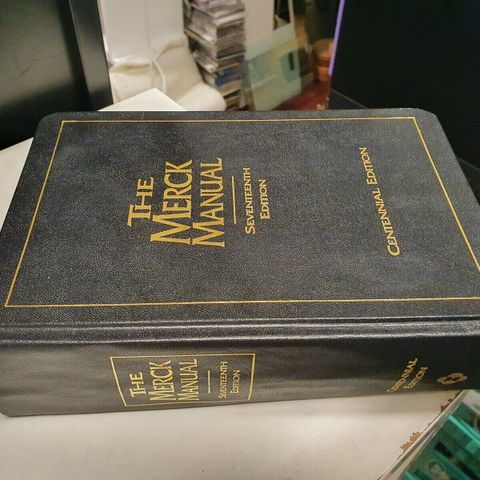 THE
MERCK
MANUAL
SEVENTEENTH
EDITION
CENTENNIAL EDITION
THE
MERCK
MANUAL
SEVENTEENTH
EDITION
CENTENNIAL
EDITION